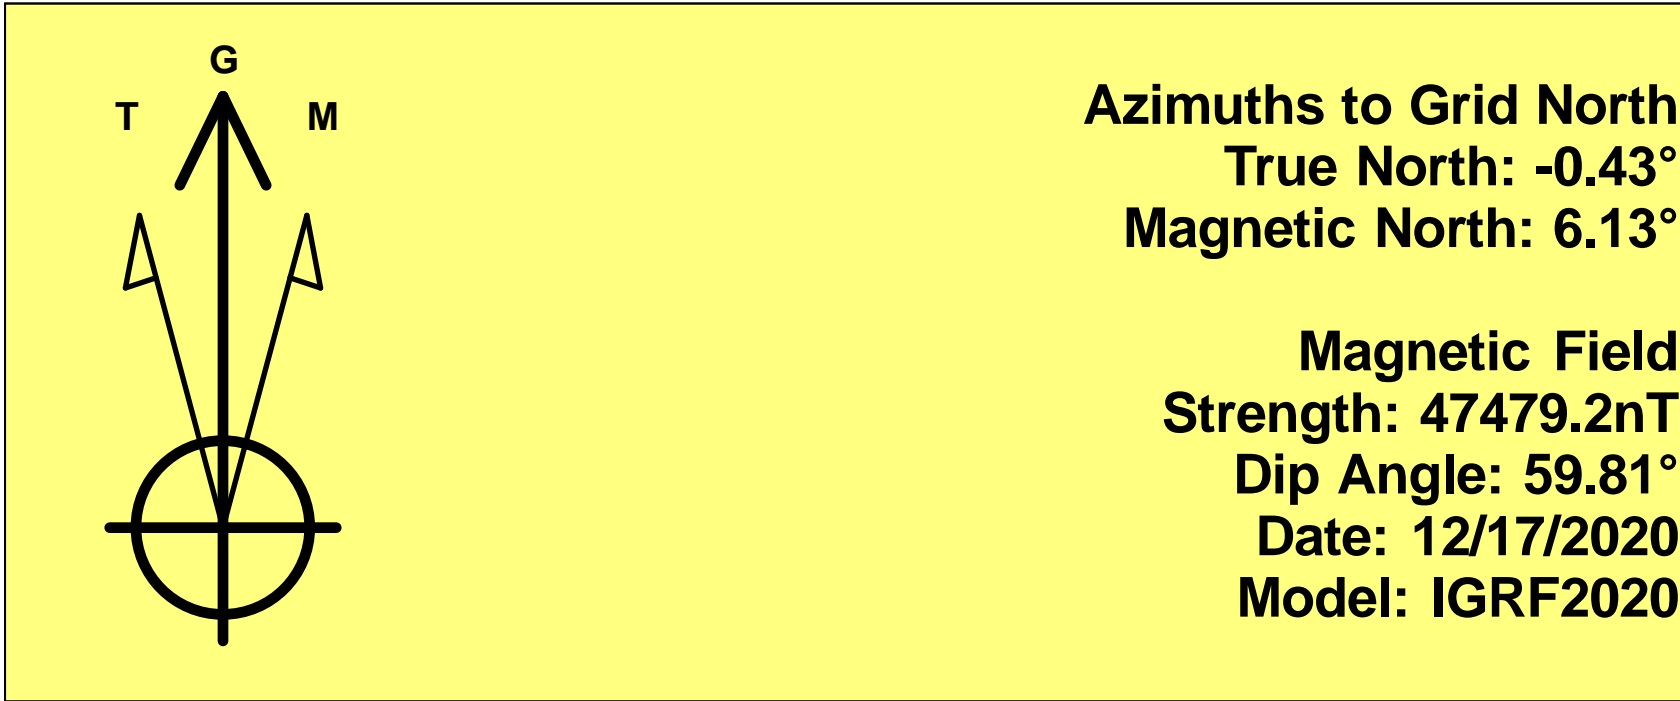 G
T
M
Azimuths to Grid North
True North: -0.43°
Magnetic North: 6.13°
Magnetic Field
Strength: 47479.2nT
Dip Angle: 59.81°
Date: 12/17/2020
Model: IGRF2020